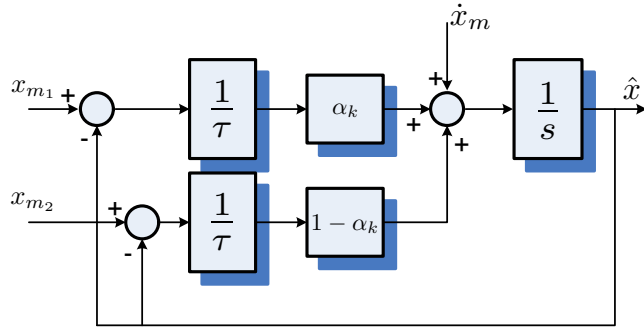 ẋ_m
x_{m_1} + 1/τ α_k + + 1/s x̂
-
+
x_{m_2} + 1/τ 1 − α_k
-